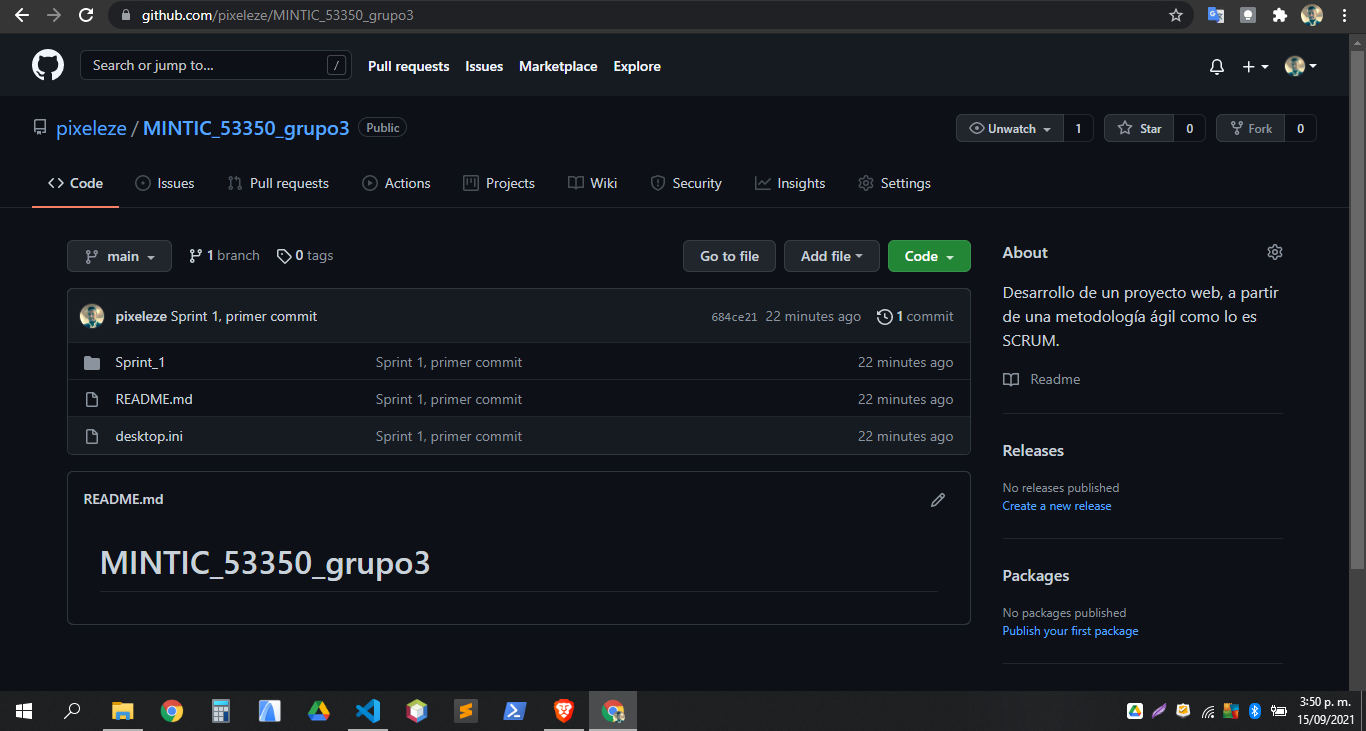 github.com/pixeleze/MINTIC_53350_grupo3
Search or jump to... /
Pull requests Issues Marketplace Explore
pixeleze / MINTIC_53350_grupo3 Public
Unwatch 1 Star 0 Fork 0
Code Issues Pull requests Actions Projects Wiki Security Insights Settings
main 1 branch 0 tags Go to file Add file Code
pixeleze Sprint 1, primer commit 684ce21 22 minutes ago 1 commit
Sprint_1 Sprint 1, primer commit 22 minutes ago
README.md Sprint 1, primer commit 22 minutes ago
desktop.ini Sprint 1, primer commit 22 minutes ago
README.md
MINTIC_53350_grupo3
About
Desarrollo de un proyecto web, a partir
de una metodología ágil como lo es
SCRUM.
Readme
Releases
No releases published
Create a new release
Packages
No packages published
Publish your first package
3:50 p. m.
15/09/2021